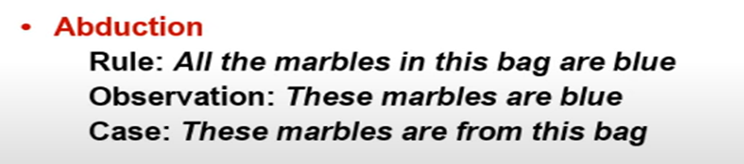 • Abduction
Rule: All the marbles in this bag are blue
Observation: These marbles are blue
Case: These marbles are from this bag